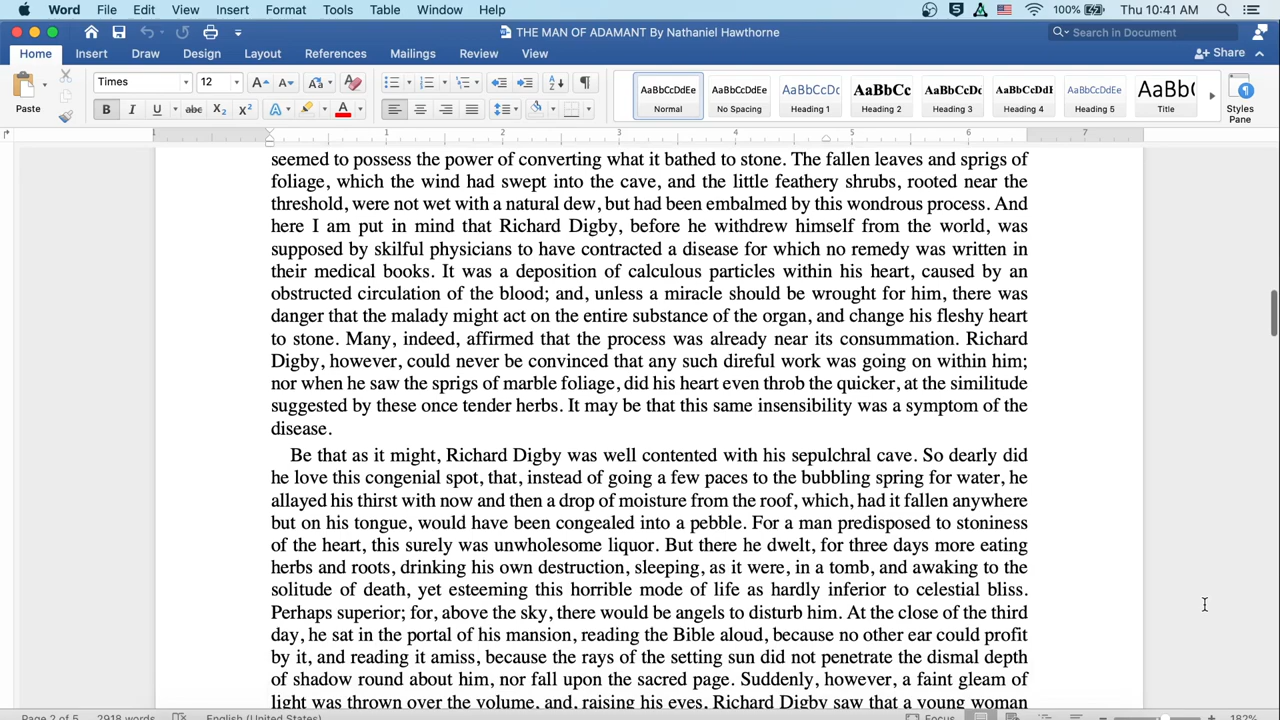 Word File Edit View Insert Format Tools Table Window Help 100% Thu 10:41 AM
THE MAN OF ADAMANT By Nathaniel Hawthorne Search in Document
Home Insert Draw Design Layout References Mailings Review View Share
Paste Times 12 A A Aa A
B I U abc X₂ X² A A
AaBbCcDdEe AaBbCcDdEe AaBbCcDc AaBbCc AaBbCcDc AaBbCcDdE AaBbCcDdEe AaBb(
Normal No Spacing Heading 1 Heading 2 Heading 3 Heading 4 Heading 5 Title Styles Pane
1 1 2 3 4 5 6 7
seemed to possess the power of converting what it bathed to stone. The fallen leaves and sprigs of
foliage, which the wind had swept into the cave, and the little feathery shrubs, rooted near the
threshold, were not wet with a natural dew, but had been embalmed by this wondrous process. And
here I am put in mind that Richard Digby, before he withdrew himself from the world, was
supposed by skilful physicians to have contracted a disease for which no remedy was written in
their medical books. It was a deposition of calculous particles within his heart, caused by an
obstructed circulation of the blood; and, unless a miracle should be wrought for him, there was
danger that the malady might act on the entire substance of the organ, and change his fleshy heart
to stone. Many, indeed, affirmed that the process was already near its consummation. Richard
Digby, however, could never be convinced that any such direful work was going on within him;
nor when he saw the sprigs of marble foliage, did his heart even throb the quicker, at the similitude
suggested by these once tender herbs. It may be that this same insensibility was a symptom of the
disease.
Be that as it might, Richard Digby was well contented with his sepulchral cave. So dearly did
he love this congenial spot, that, instead of going a few paces to the bubbling spring for water, he
allayed his thirst with now and then a drop of moisture from the roof, which, had it fallen anywhere
but on his tongue, would have been congealed into a pebble. For a man predisposed to stoniness
of the heart, this surely was unwholesome liquor. But there he dwelt, for three days more eating
herbs and roots, drinking his own destruction, sleeping, as it were, in a tomb, and awaking to the
solitude of death, yet esteeming this horrible mode of life as hardly inferior to celestial bliss.
Perhaps superior; for, above the sky, there would be angels to disturb him. At the close of the third
day, he sat in the portal of his mansion, reading the Bible aloud, because no other ear could profit
by it, and reading it amiss, because the rays of the setting sun did not penetrate the dismal depth
of shadow round about him, nor fall upon the sacred page. Suddenly, however, a faint gleam of
light was thrown over the volume, and, raising his eyes, Richard Digby saw that a young woman
Page 2 of 5 2918 words English (United States) Focus 182%